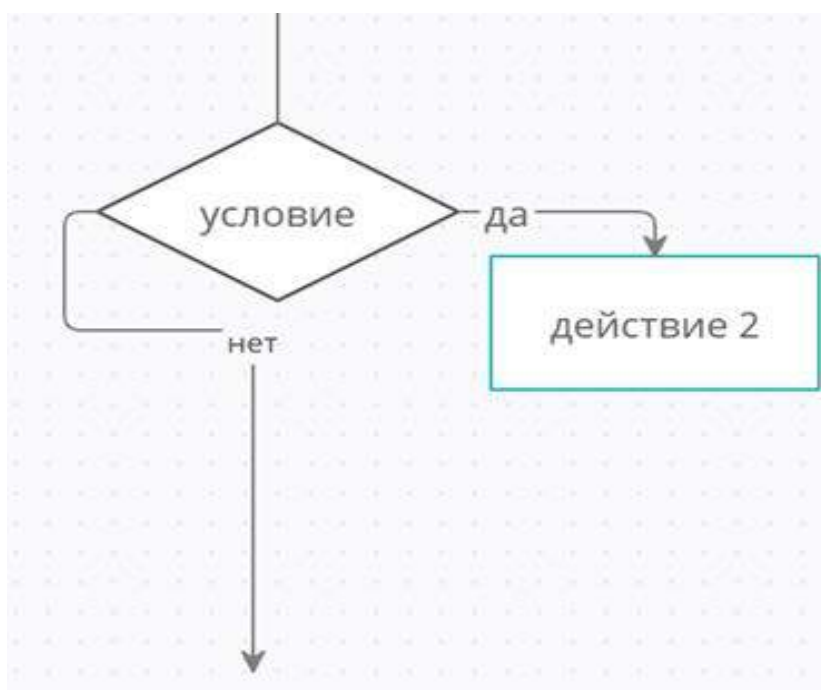 условие
да
действие 2
нет